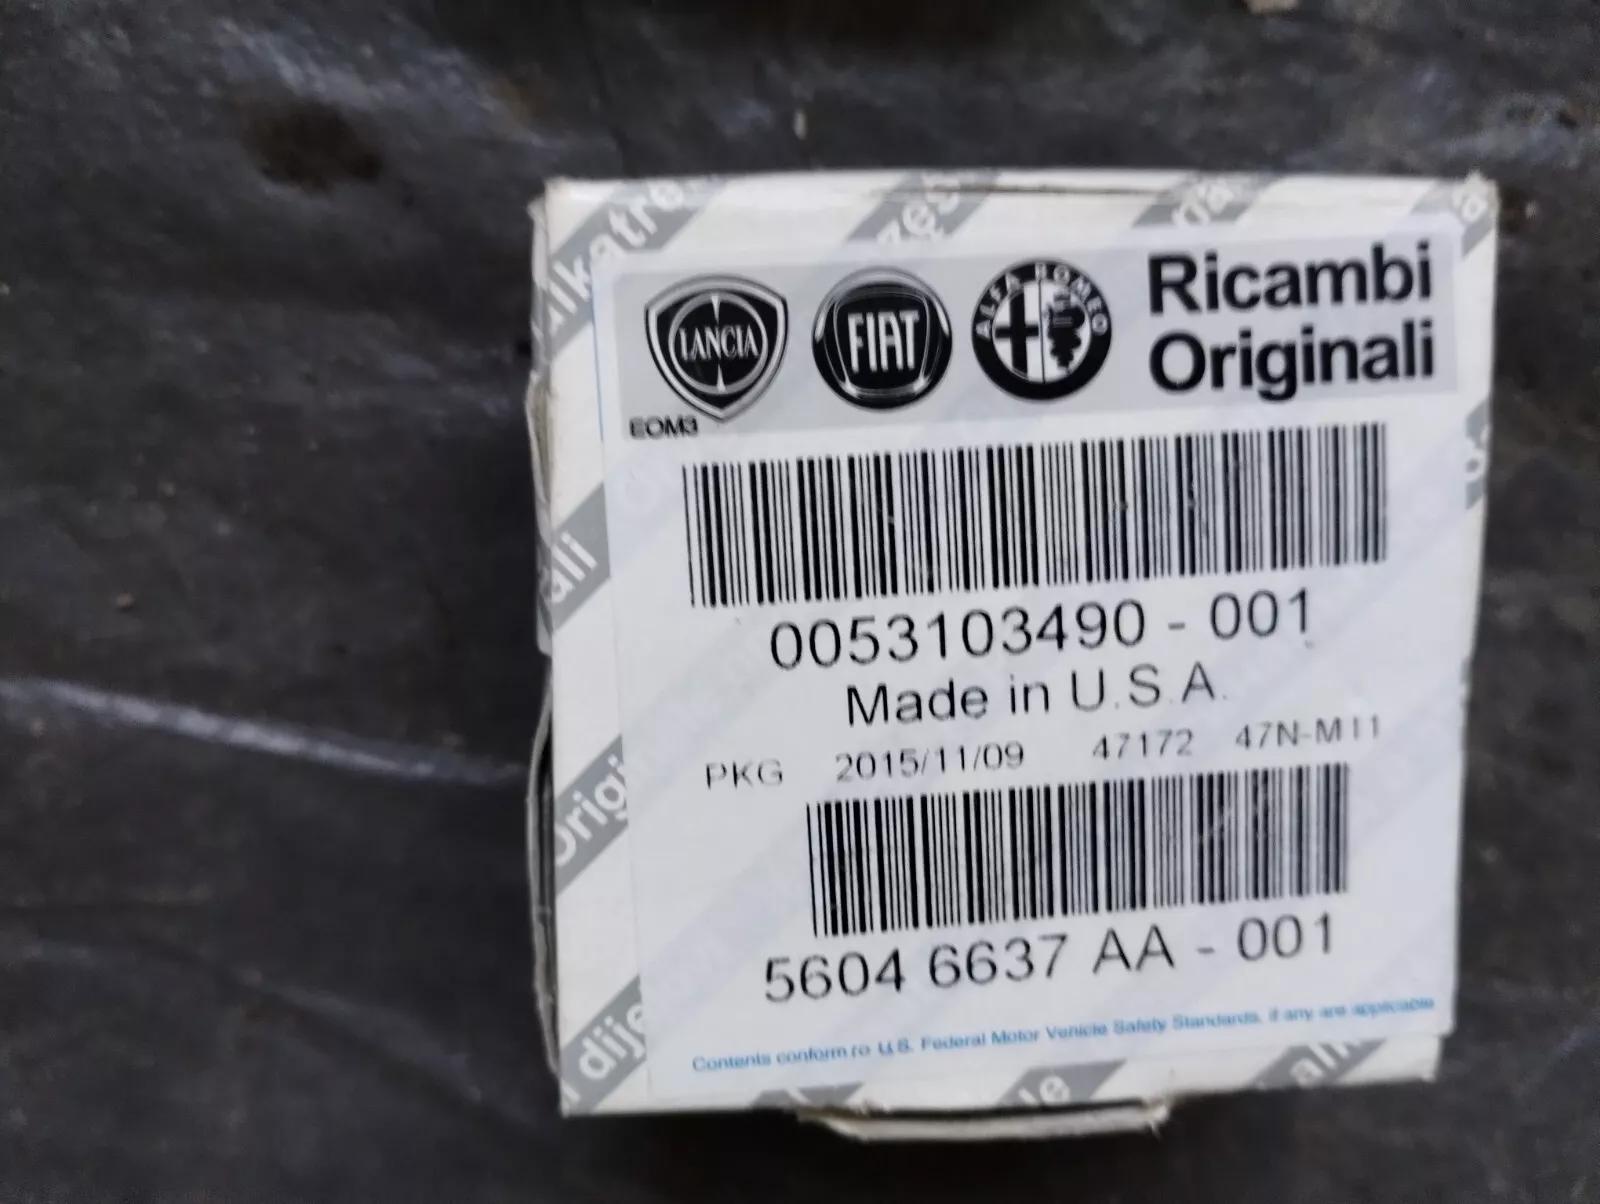 LANCIA FIAT ALFA ROMEO Ricambi
Originali
EOM3
0053103490 - 001
Made in U.S.A.
PKG 2015/11/09 47172 47N-M11
5604 6637 AA - 001
Contents conform ro U.S. Federal Motor Vehicle Safety Standards, if any are applicable